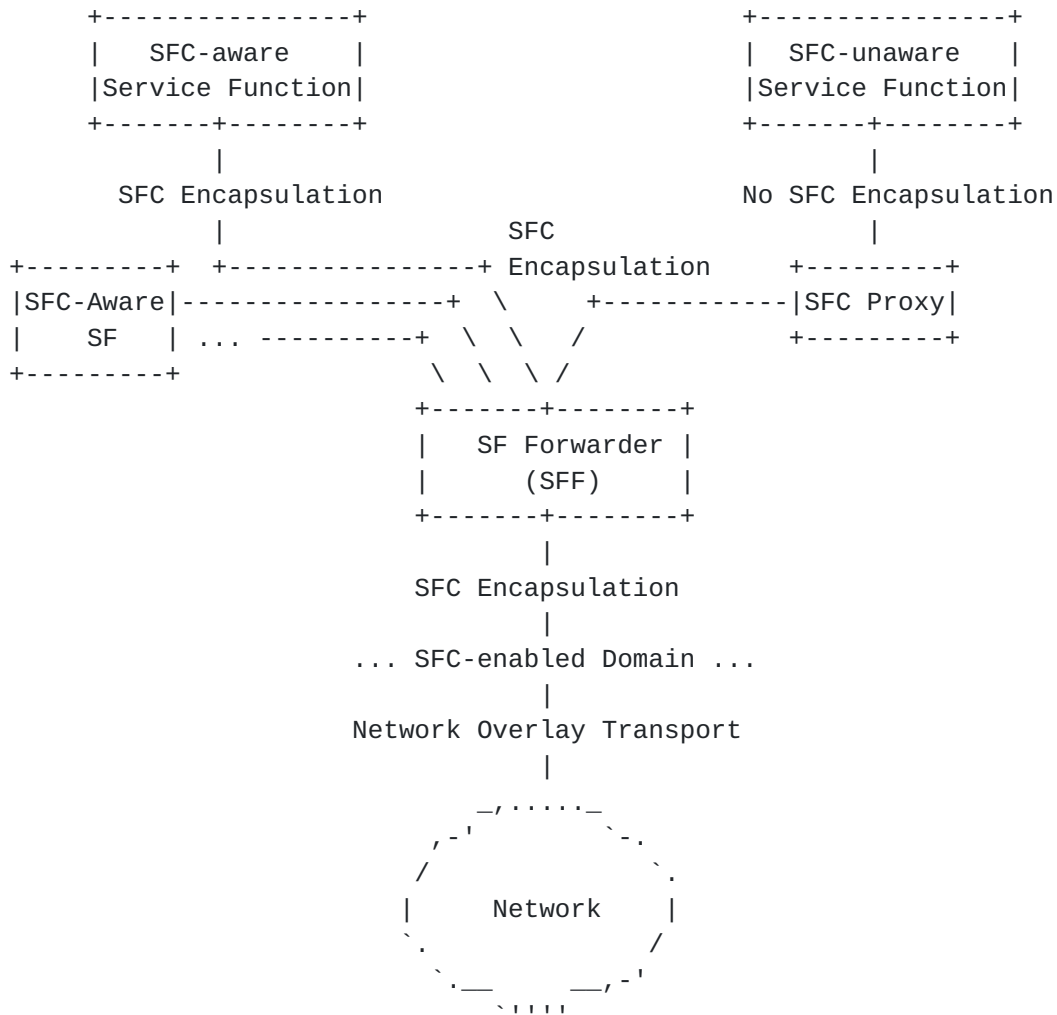 SFC-aware SFC-unaware
Service Function Service Function
SFC Encapsulation No SFC Encapsulation
SFC
Encapsulation
SFC-Aware SFC Proxy
SF ...
SF Forwarder
(SFF)
SFC Encapsulation
... SFC-enabled Domain ...
Network Overlay Transport
Network